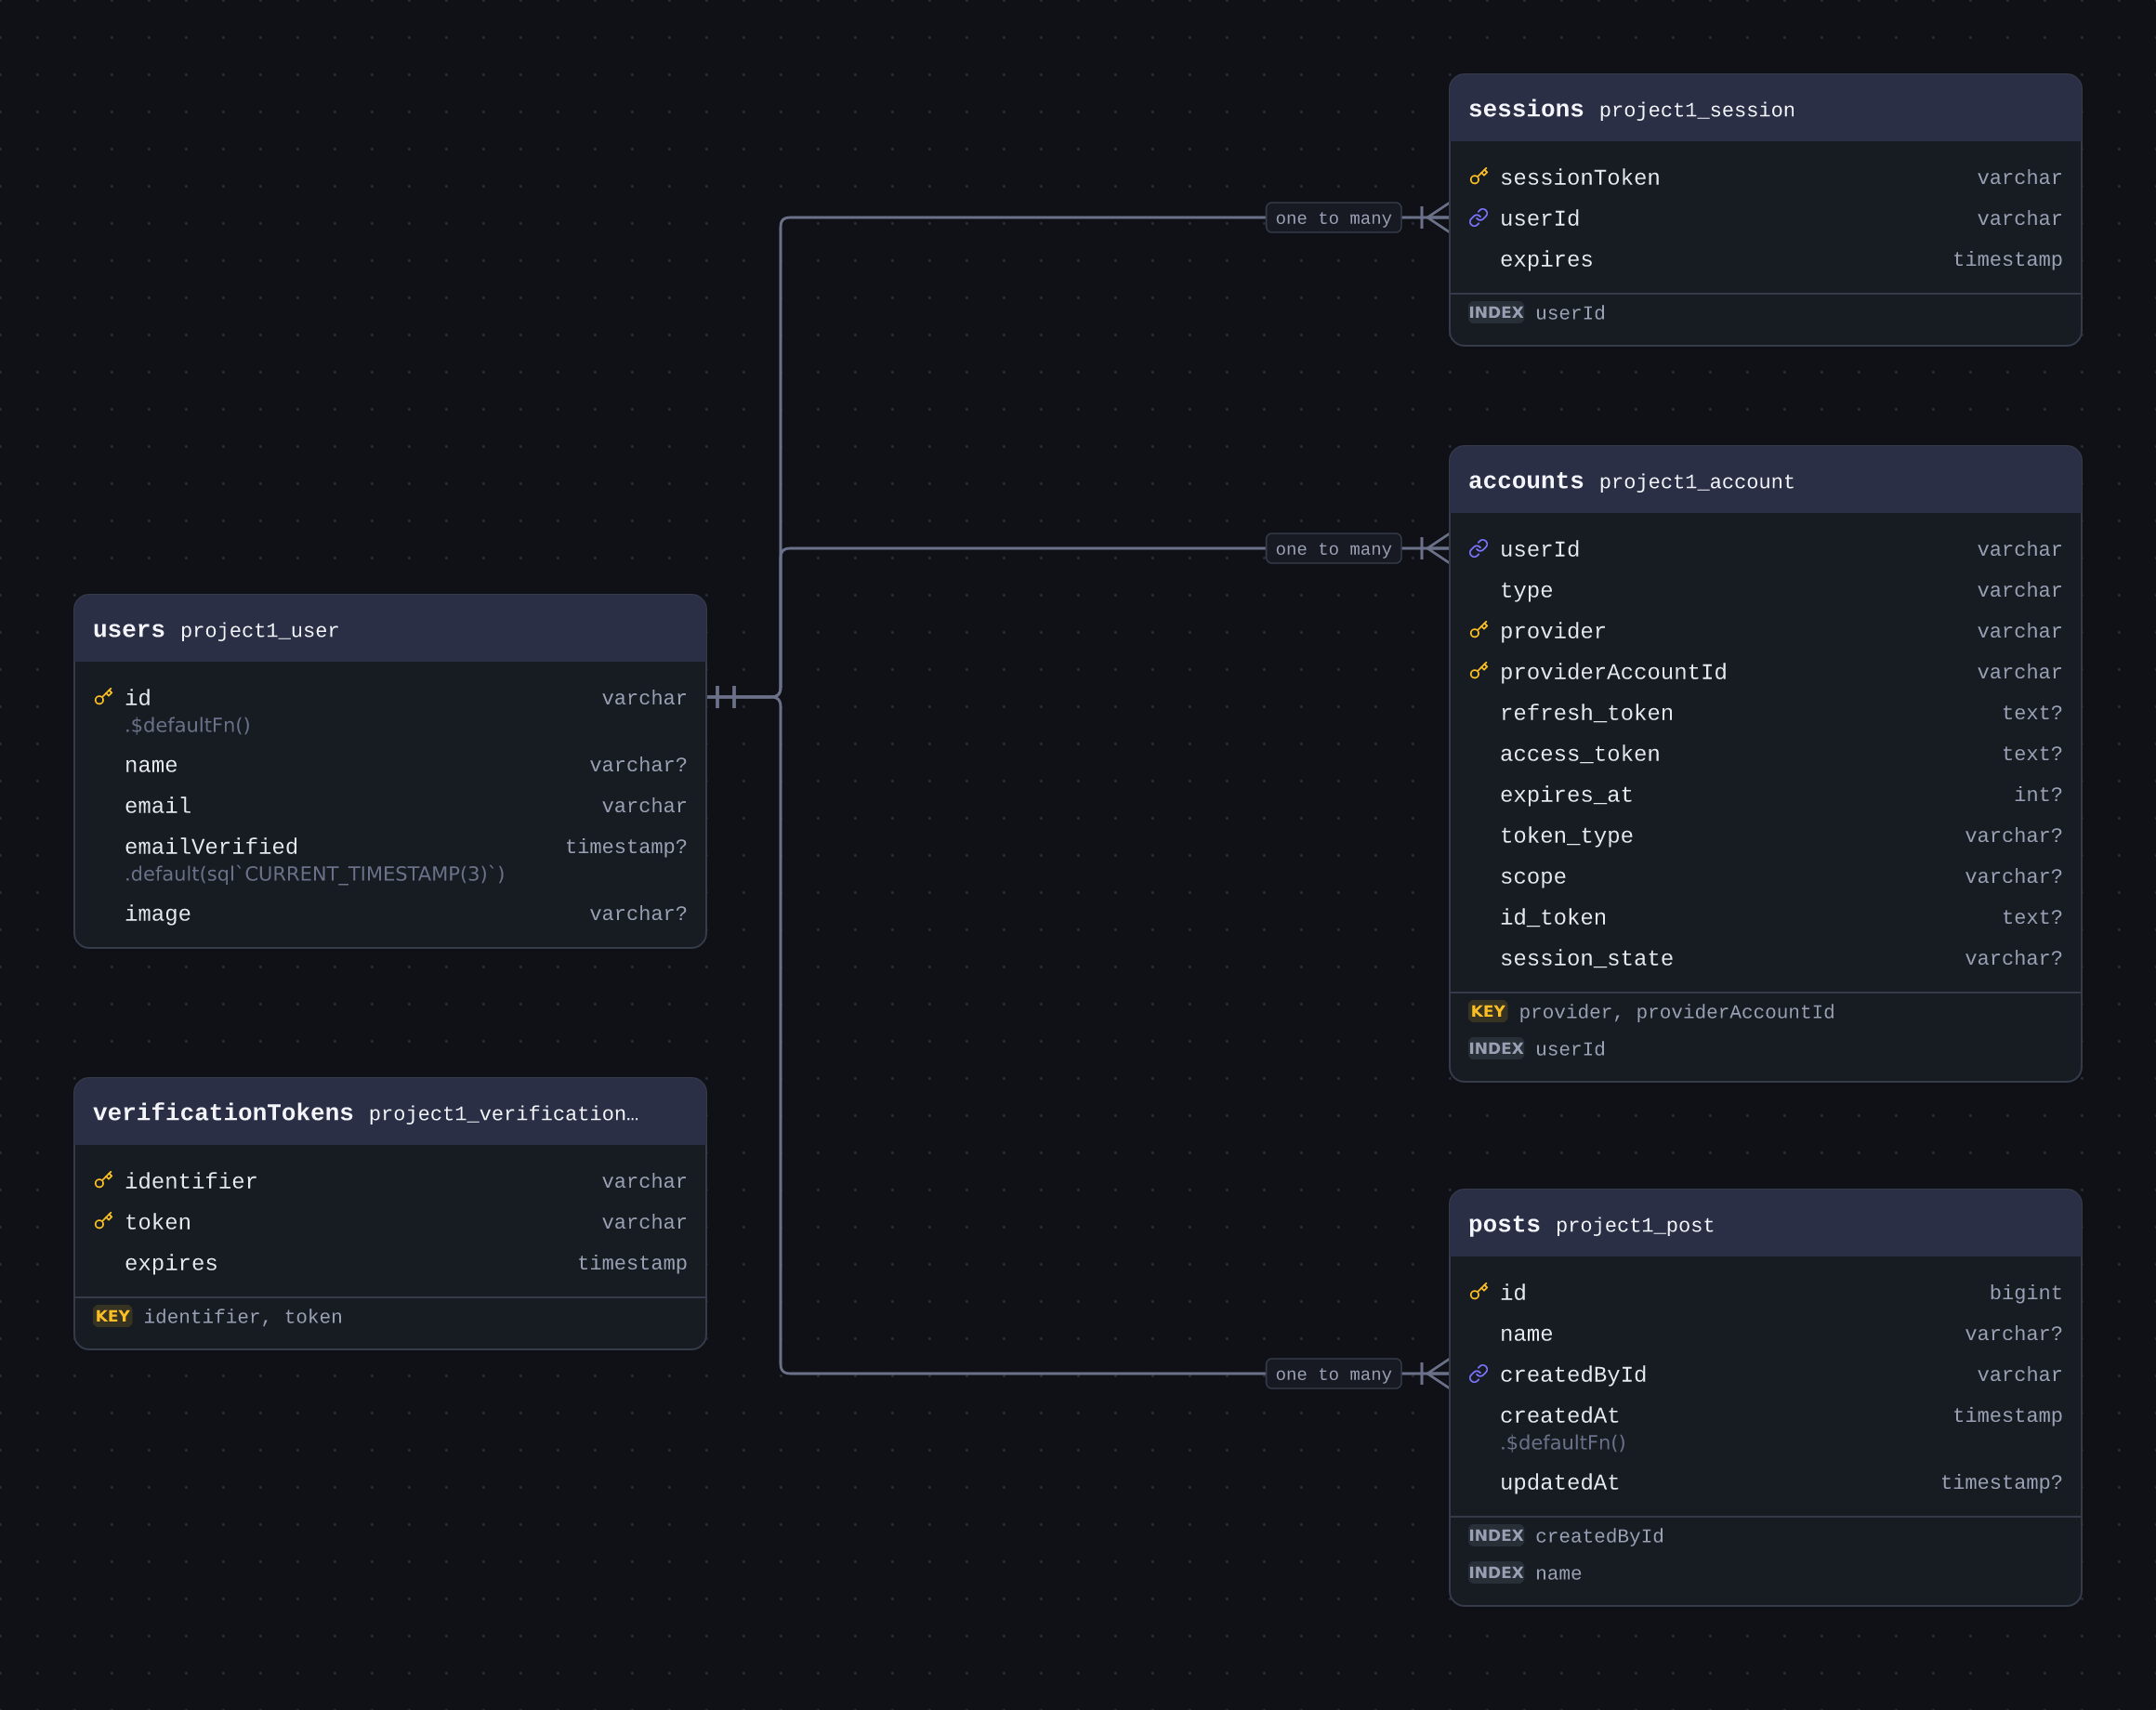 sessions project1_session
sessionToken varchar
userId varchar
expires timestamp
INDEX userId
one to many
accounts project1_account
userId varchar
type varchar
provider varchar
providerAccountId varchar
refresh_token text?
access_token text?
expires_at int?
token_type varchar?
scope varchar?
id_token text?
session_state varchar?
KEY provider, providerAccountId
INDEX userId
one to many
users project1_user
id varchar
.$defaultFn()
name varchar?
email varchar
emailVerified timestamp?
.default(sql`CURRENT_TIMESTAMP(3)`)
image varchar?
verificationTokens project1_verification…
identifier varchar
token varchar
expires timestamp
KEY identifier, token
posts project1_post
id bigint
name varchar?
createdById varchar
createdAt timestamp
.$defaultFn()
updatedAt timestamp?
INDEX createdById
INDEX name
one to many